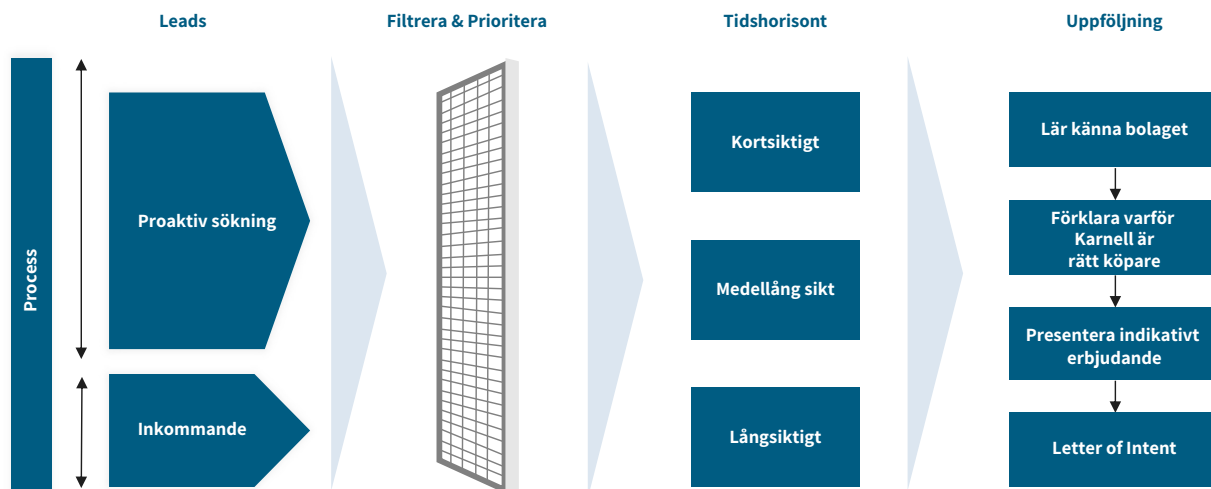 Leads
Filtrera & Prioritera
Tidshorisont
Uppföljning
Process
Proaktiv sökning
Inkommande
Kortsiktigt
Medellång sikt
Långsiktigt
Lär känna bolaget
Förklara varför
Karnell är
rätt köpare
Presentera indikativt
erbjudande
Letter of Intent